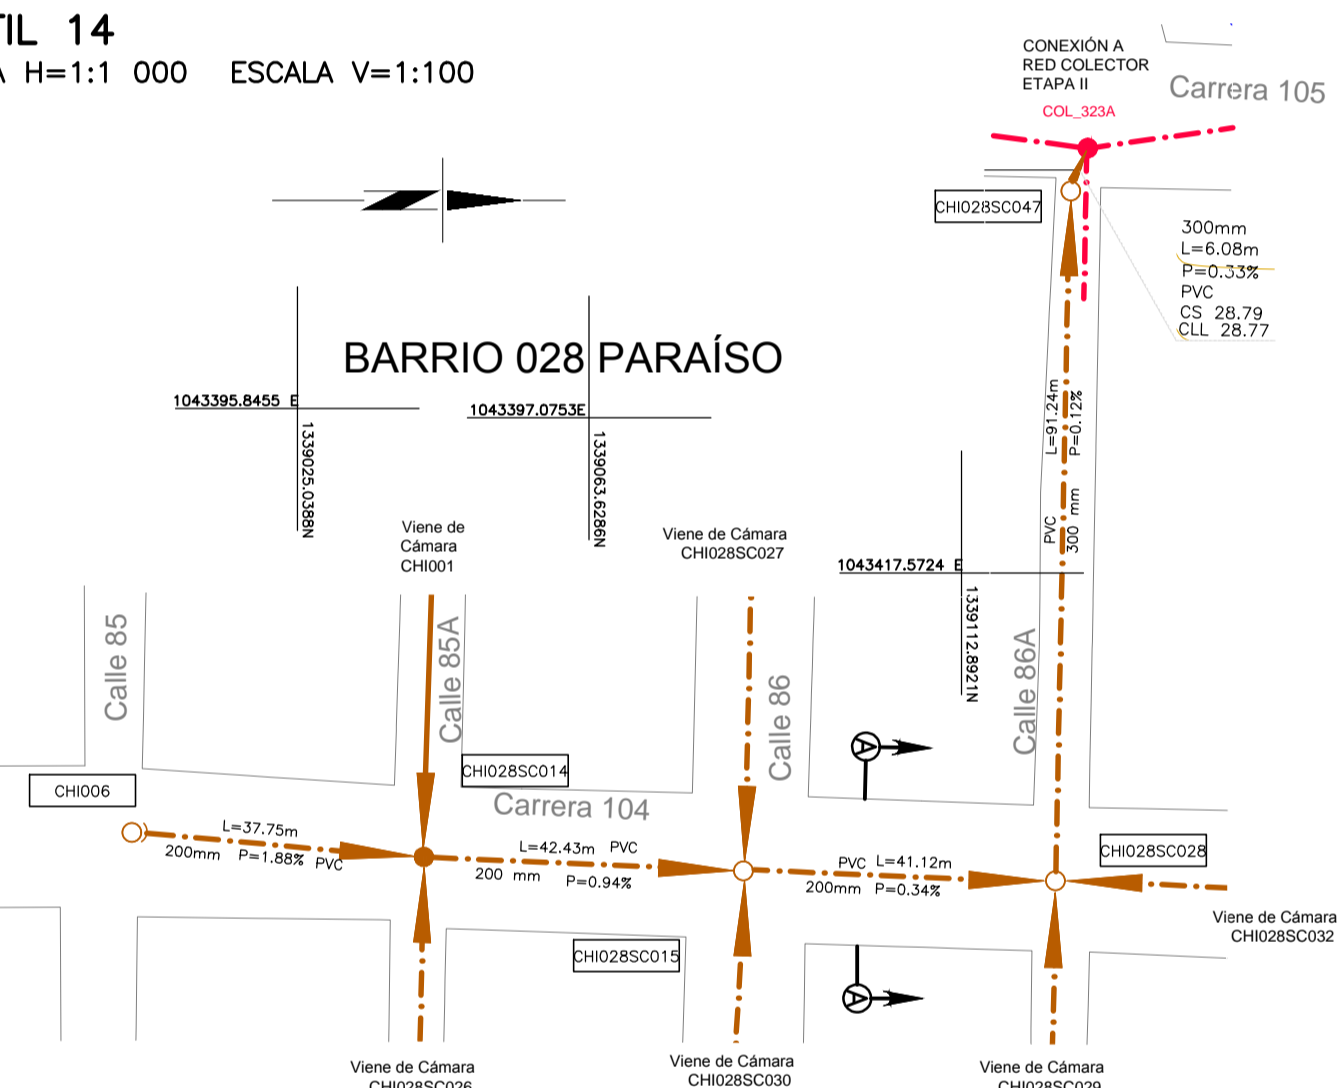 TIL 14
A H=1:1 000 ESCALA V=1:100
CONEXIÓN A
RED COLECTOR
ETAPA II
COL_323A
Carrera 105
CHI028SC047
300mm
L=6.08m
P=0.33%
PVC
CS 28.79
CLL 28.77
BARRIO 028 PARAÍSO
1043395.8455 E
1339025.0388N
1043397.0753E
1339063.6286N
1043417.5724 E
1339112.8921N
L=91.24m
P=0.12%
PVC
300 mm
Viene de
Cámara
CHI001
Viene de Cámara
CHI028SC027
Calle 85
Calle 85A
Calle 86
Calle 86A
CHI006
CHI028SC014
Carrera 104
A
L=37.75m
200mm P=1.88% PVC
L=42.43m PVC
200 mm P=0.94%
PVC L=41.12m
200mm P=0.34%
CHI028SC028
Viene de Cámara
CHI028SC032
CHI028SC015
A
Viene de Cámara
CHI028SC026
Viene de Cámara
CHI028SC030
Viene de Cámara
CHI028SC029